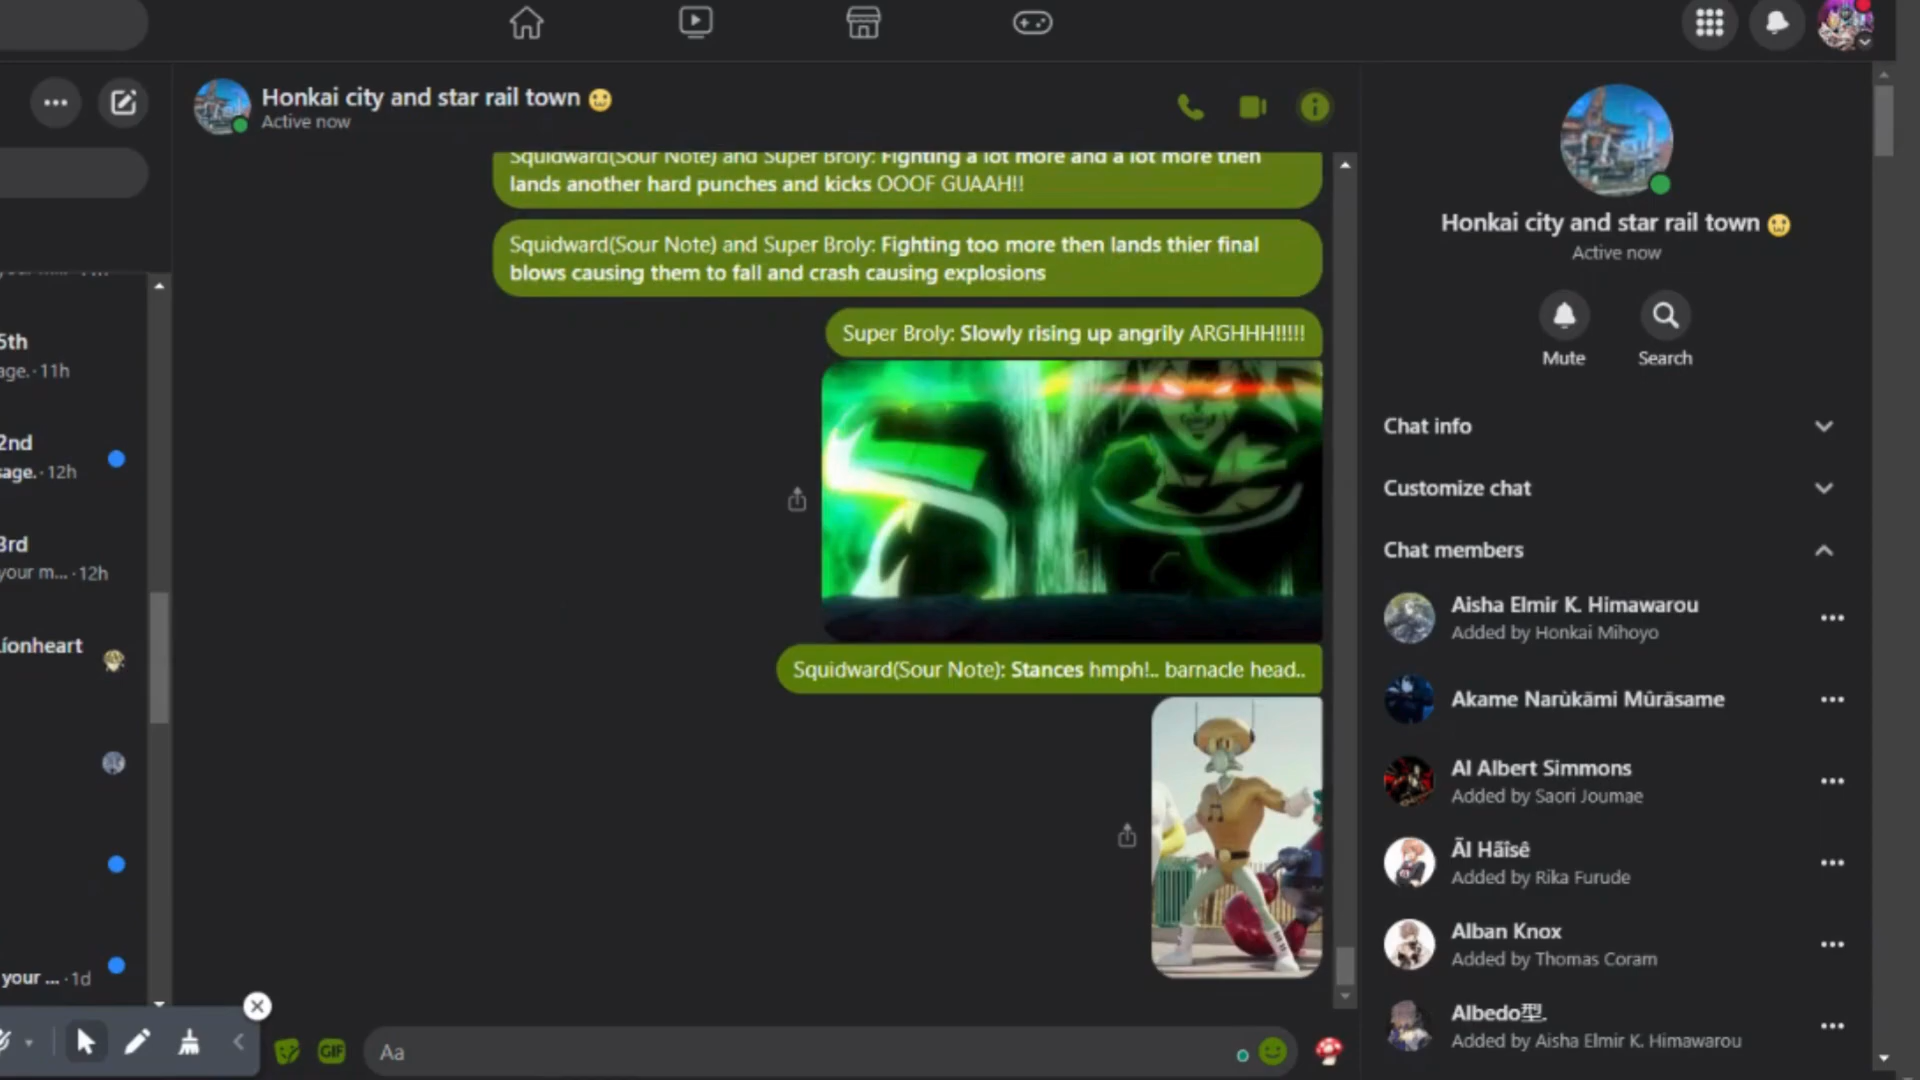 Honkai city and star rail town
Active now
Squidward(Sour Note) and Super Broly: Fighting a lot more and a lot more then
lands another hard punches and kicks OOOF GUAAH!!
Squidward(Sour Note) and Super Broly: Fighting too more then lands thier final
blows causing them to fall and crash causing explosions
Super Broly: Slowly rising up angrily ARGHHH!!!!!
Squidward(Sour Note): Stances hmph!.. barnacle head..
GIF
Aa
5th
age. · 11h
2nd
sage. · 12h
3rd
your m... · 12h
ionheart
your ... · 1d
Honkai city and star rail town
Active now
Mute
Search
Chat info
Customize chat
Chat members
Aisha Elmir K. Himawarou
Added by Honkai Mihoyo
Akame Narùkāmi Mūrāsame
Al Albert Simmons
Added by Saori Joumae
Ãl Hãîsê
Added by Rika Furude
Alban Knox
Added by Thomas Coram
Albedo型.
Added by Aisha Elmir K. Himawarou